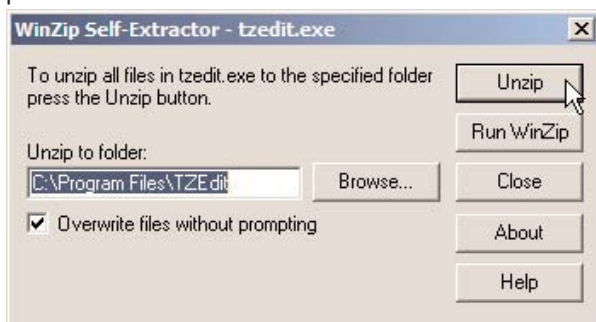 WinZip Self-Extractor - tzedit.exe
To unzip all files in tzedit.exe to the specified folder
press the Unzip button.
Unzip to folder:
C:\Program Files\TZEdit
Browse...
Overwrite files without prompting
Unzip
Run WinZip
Close
About
Help